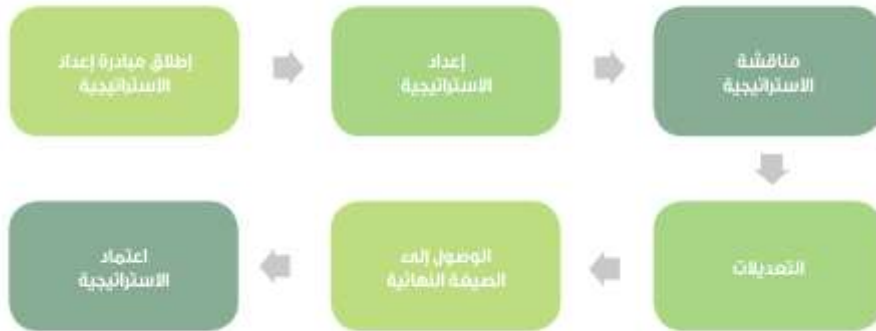 إطلاق مبادرة إعداد
الاستراتيجية
إعداد
الاستراتيجية
مناقشة
الاستراتيجية
التعديلات
الوصول إلى
الصيغة النهائية
اعتماد
الاستراتيجية